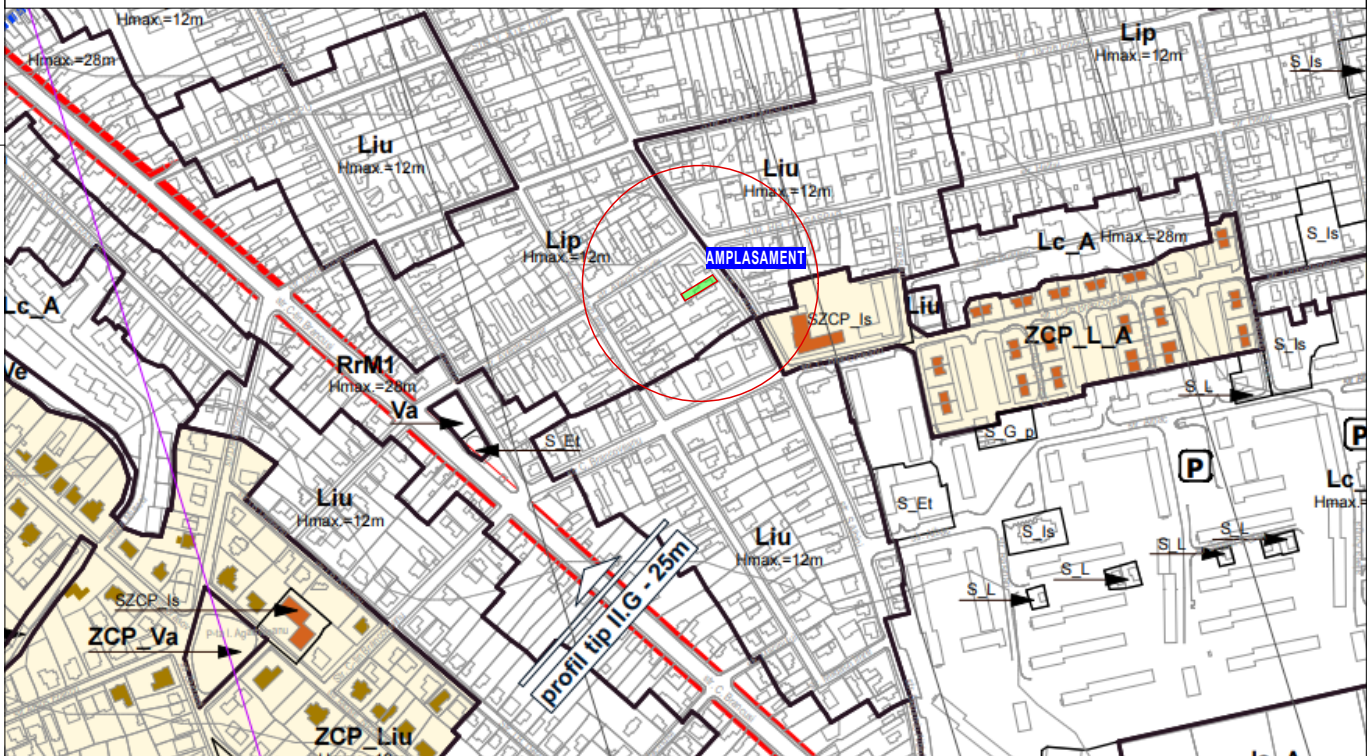 Hmax.=12m
Hmax.=28m
Lip
Hmax.=12m
S_Is
Liu
Hmax.=12m
Liu
Hmax.=12m
Lip
Hmax.=12m
AMPLASAMENT
Lc_A
Hmax.=28m
S_Is
Lc_A
SZCP_Is
Liu
ZCP_L_A
S_Is
RrM1
Hmax.=28m
Va
S_L
S_Et
S_G_p
P
P
Liu
Hmax.=12m
S_Et
Lc_
Hmax.=
Liu
Hmax.=12m
S_Is
S_L
S_L
S_L
S_L
profil tip II.G - 25m
SZCP_Is
ZCP_Va
ZCP_Liu
str C. Brancusi